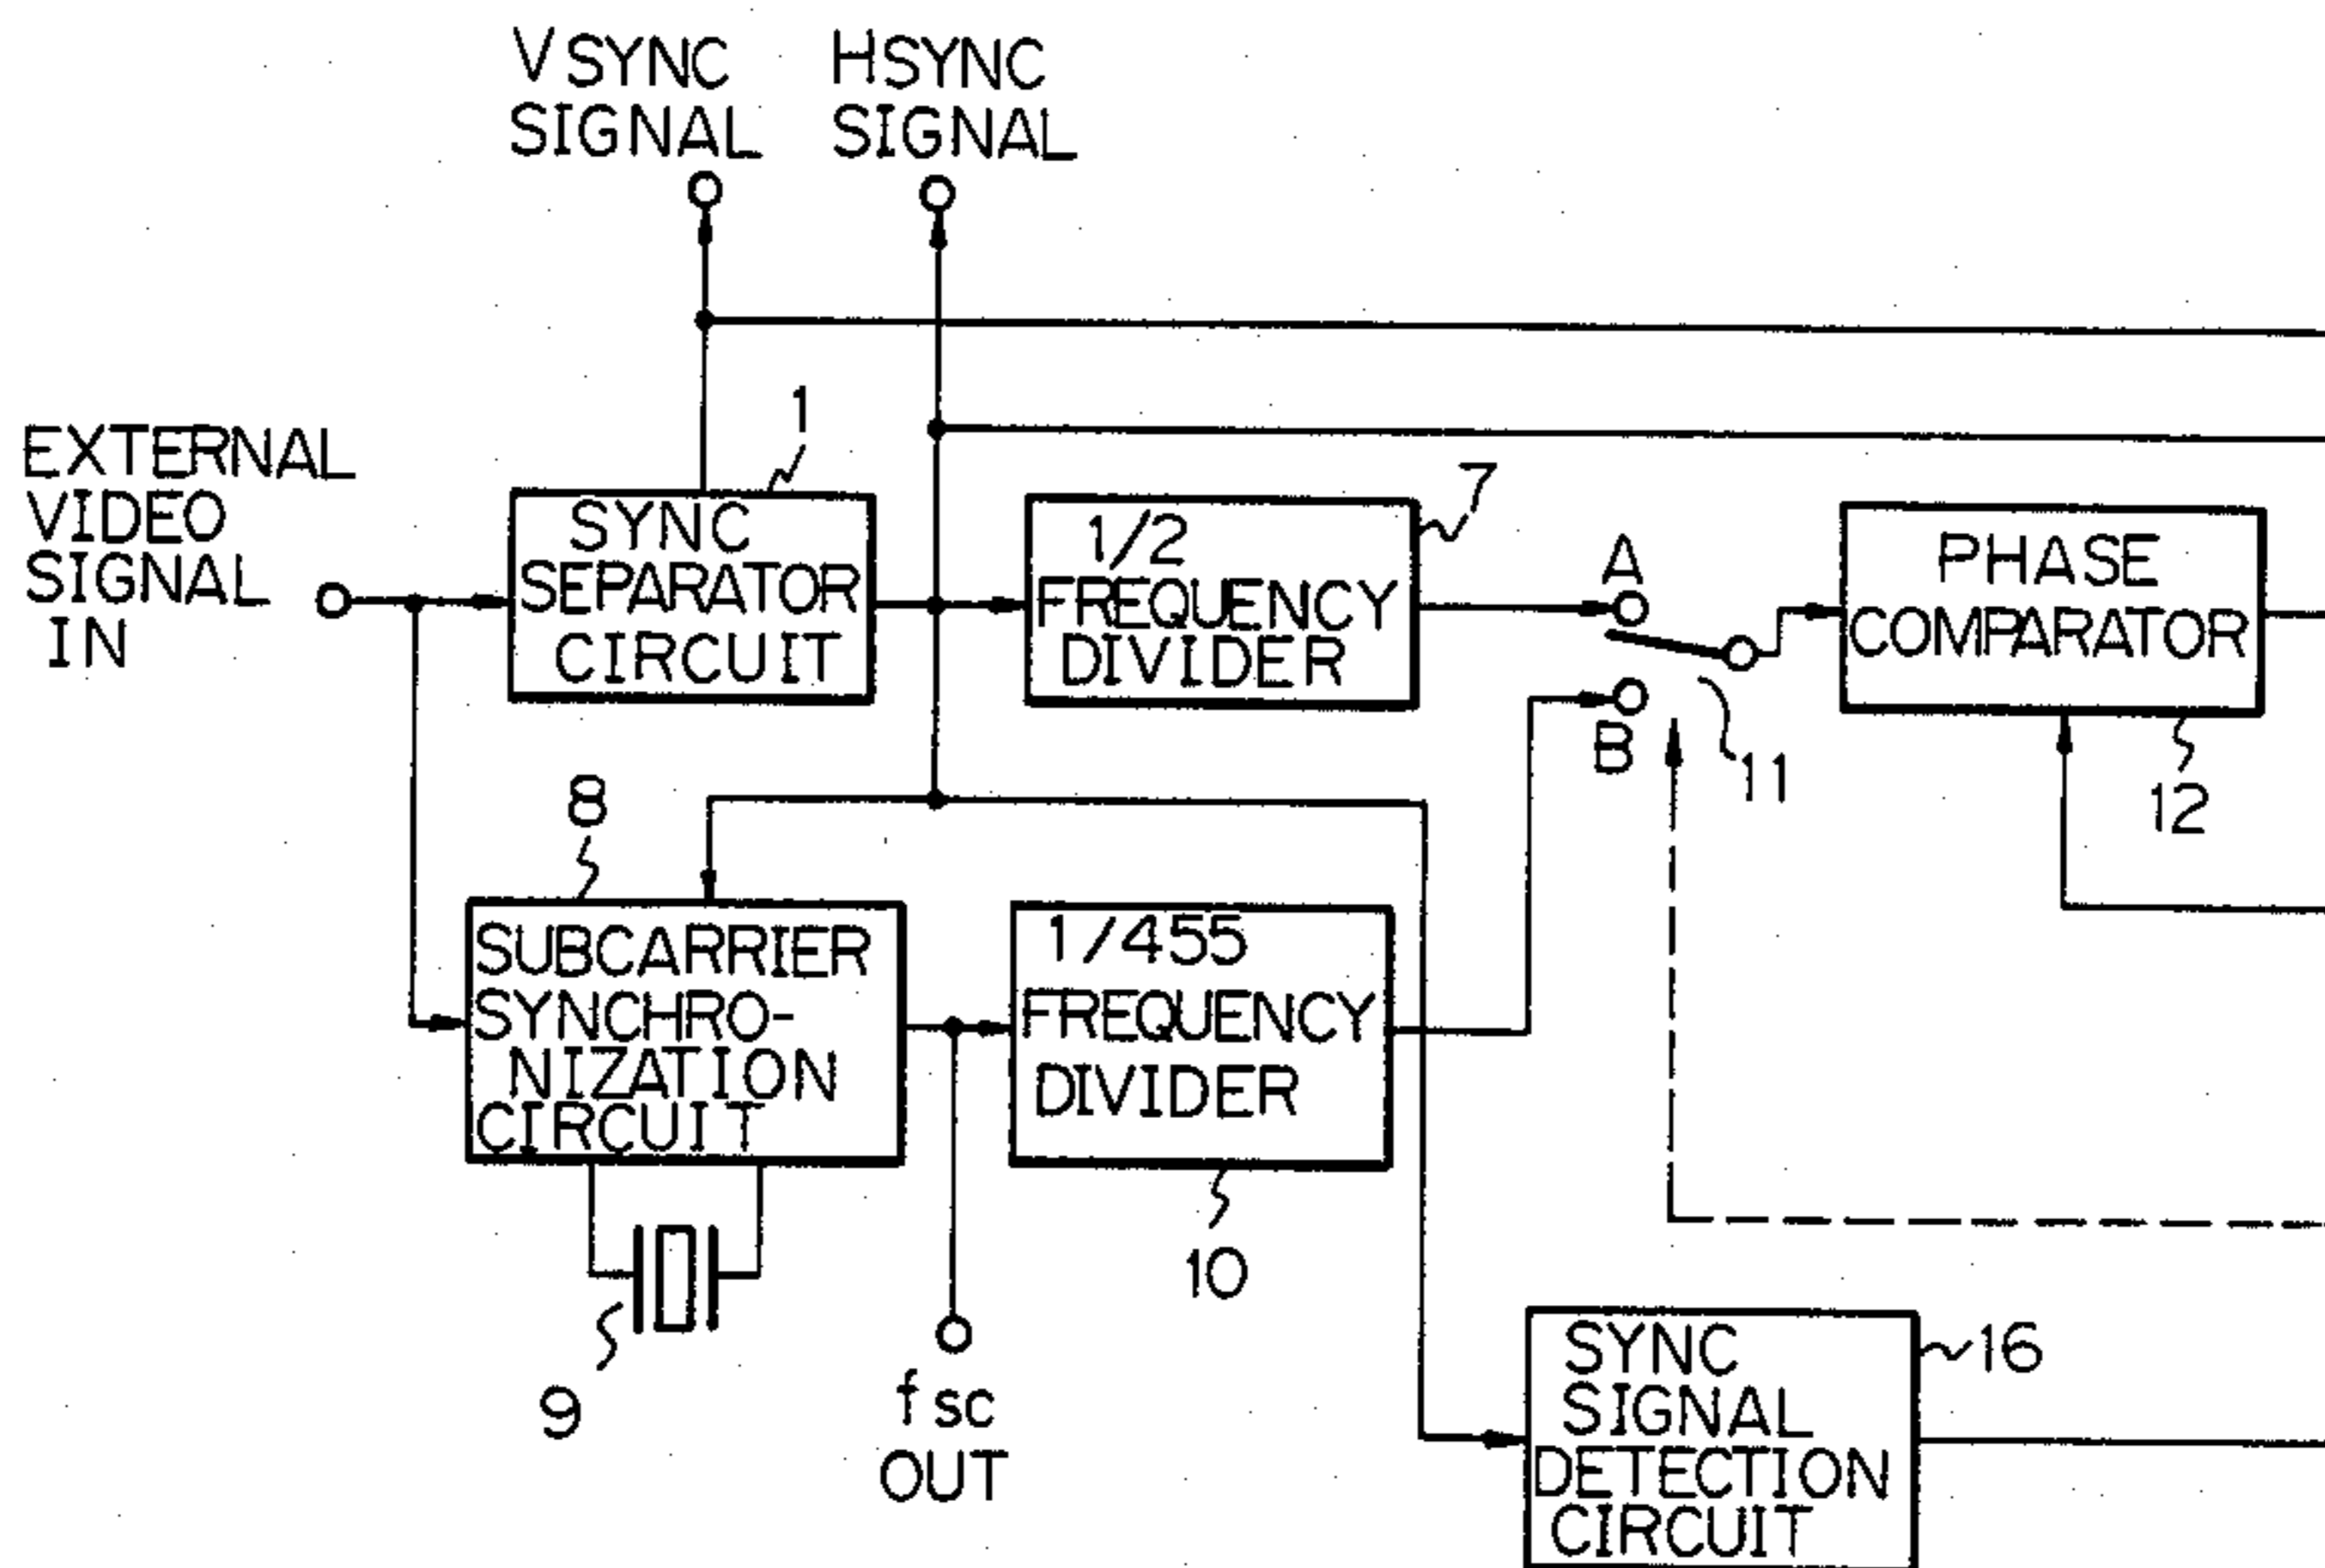 V SYNC
SIGNAL
HSYNC
SIGNAL
1
EXTERNAL
VIDEO
SIGNAL
IN
SYNC
SEPARATOR
CIRCUIT
7
1/2
FREQUENCY
DIVIDER
A
B
11
PHASE
COMPARATOR
12
8
SUBCARRIER
SYNCHRO-
NIZATION
CIRCUIT
9
1/455
FREQUENCY
DIVIDER
10
fsc
OUT
SYNC
SIGNAL
DETECTION
CIRCUIT
16